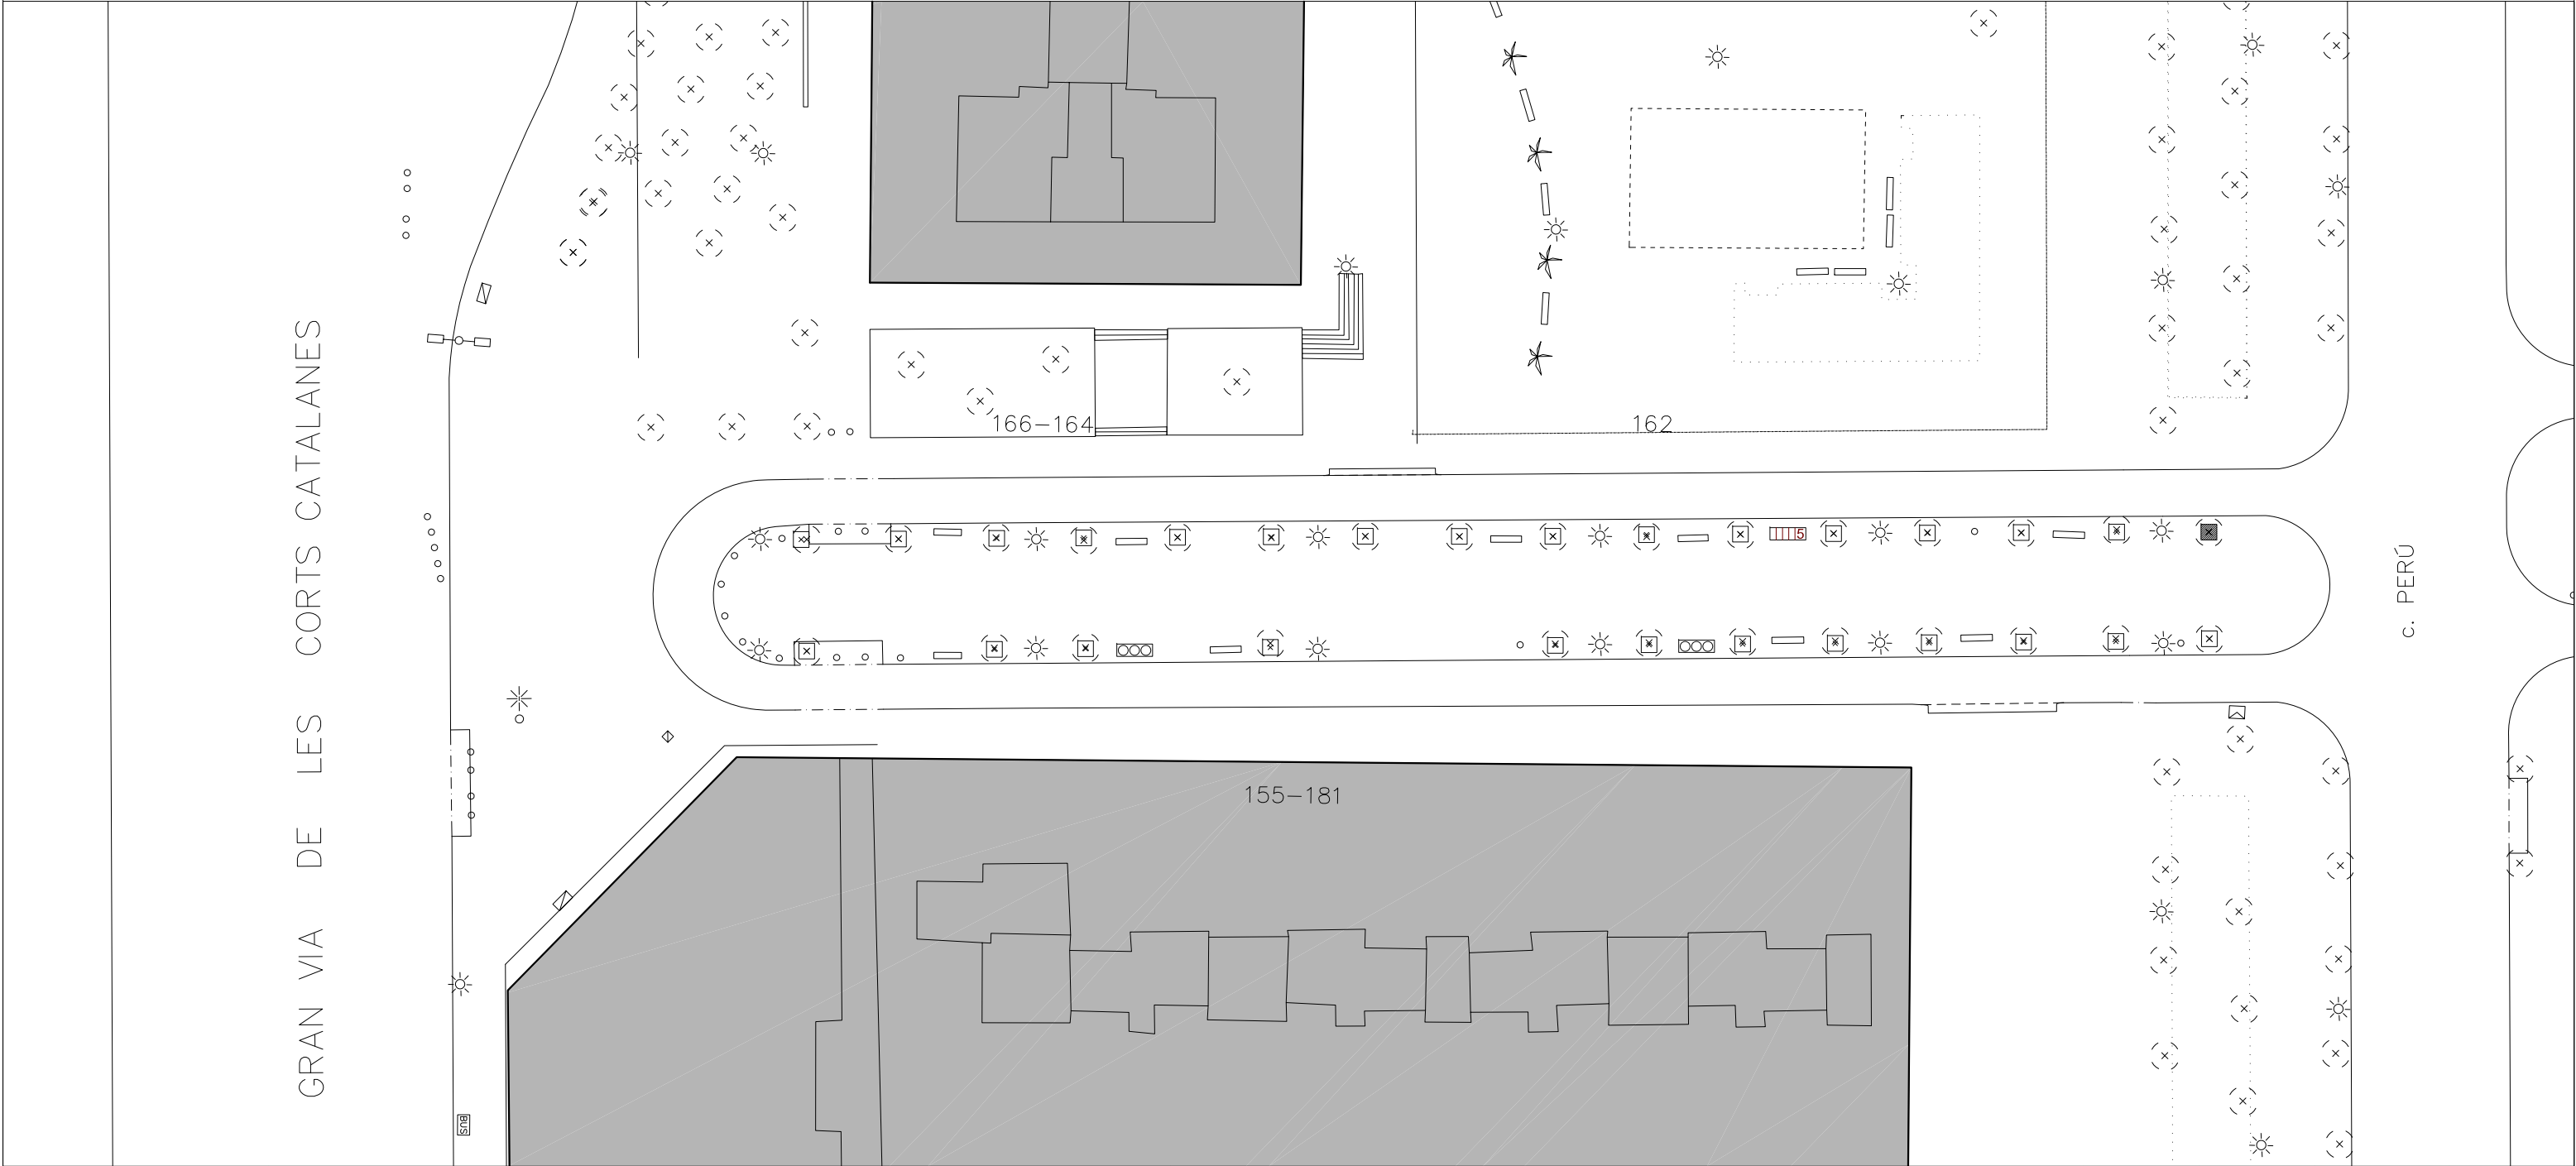 GRAN VIA DE LES CORTS CATALANES
166-164
162
5
c. PERÚ
155-181
BUS